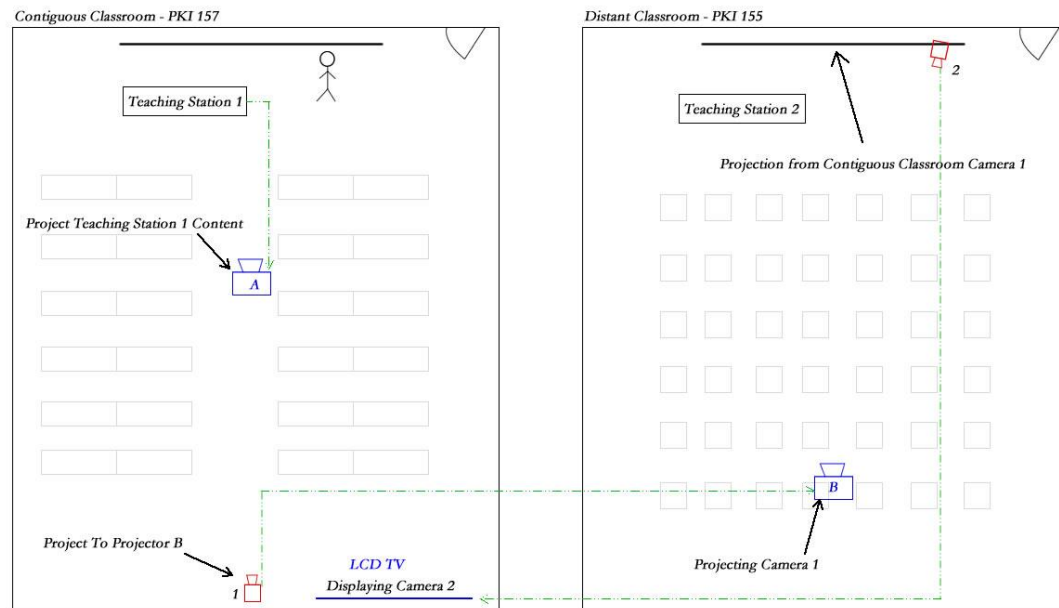 Contiguous Classroom - PKI 157
Distant Classroom - PKI 155
2
Teaching Station 1
Teaching Station 2
Projection from Contiguous Classroom Camera 1
Project Teaching Station 1 Content
A
B
Project To Projector B
LCD TV
Projecting Camera 1
Displaying Camera 2
1